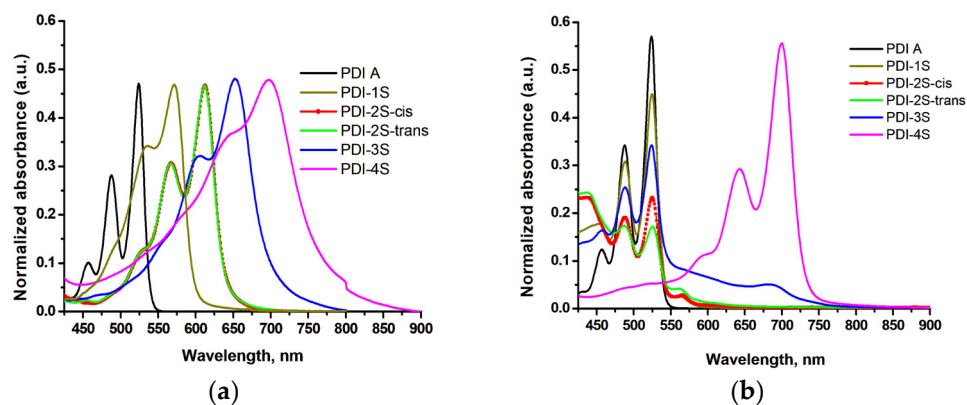 0.6
0.5
0.4
0.3
0.2
0.1
0.0
Normalized absorbance (a.u.)
PDI A
PDI-1S
PDI-2S-cis
PDI-2S-trans
PDI-3S
PDI-4S
450 500 550 600 650 700 750 800 850 900
Wavelength, nm
(a)
0.6
0.5
0.4
0.3
0.2
0.1
0.0
Normalized absorbance (a.u.)
PDI A
PDI-1S
PDI-2S-cis
PDI-2S-trans
PDI-3S
PDI-4S
450 500 550 600 650 700 750 800 850 900
Wavelength, nm
(b)